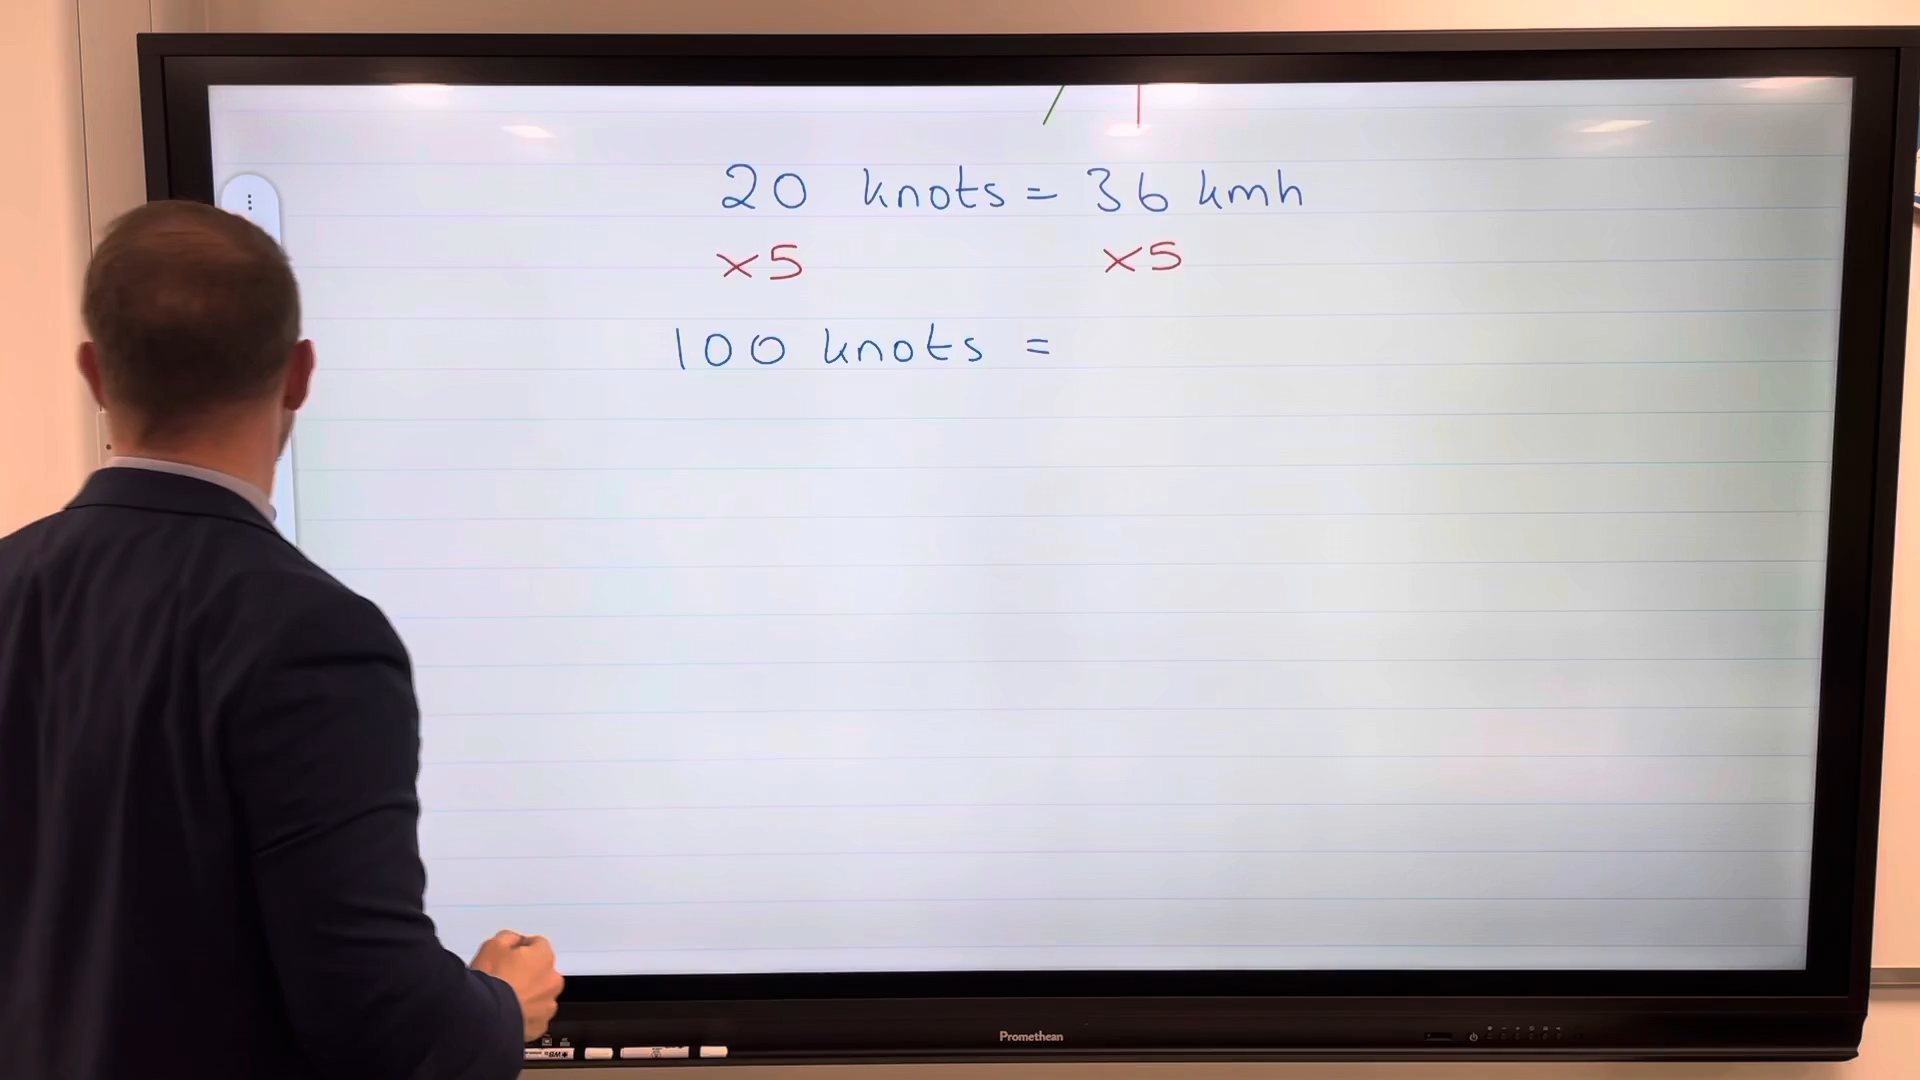 20 knots = 36 kmh
×5 ×5
100 knots =
Promethean